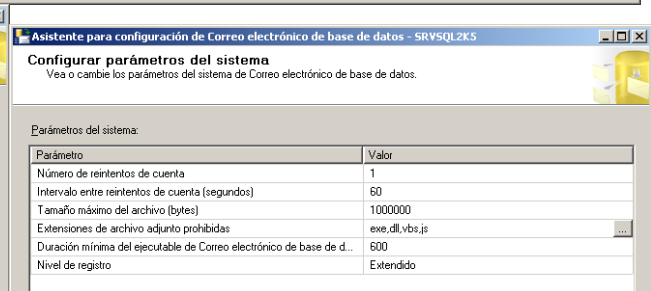 Asistente para configuración de Correo electrónico de base de datos - SRVSQL2K5
Configurar parámetros del sistema
Vea o cambie los parámetros del sistema de Correo electrónico de base de datos.
Parámetros del sistema:
Parámetro Valor
Número de reintentos de cuenta 1
Intervalo entre reintentos de cuenta (segundos) 60
Tamaño máximo del archivo (bytes) 1000000
Extensiones de archivo adjunto prohibidas exe,dll,vbs,js ...
Duración mínima del ejecutable de Correo electrónico de base de d... 600
Nivel de registro Extendido